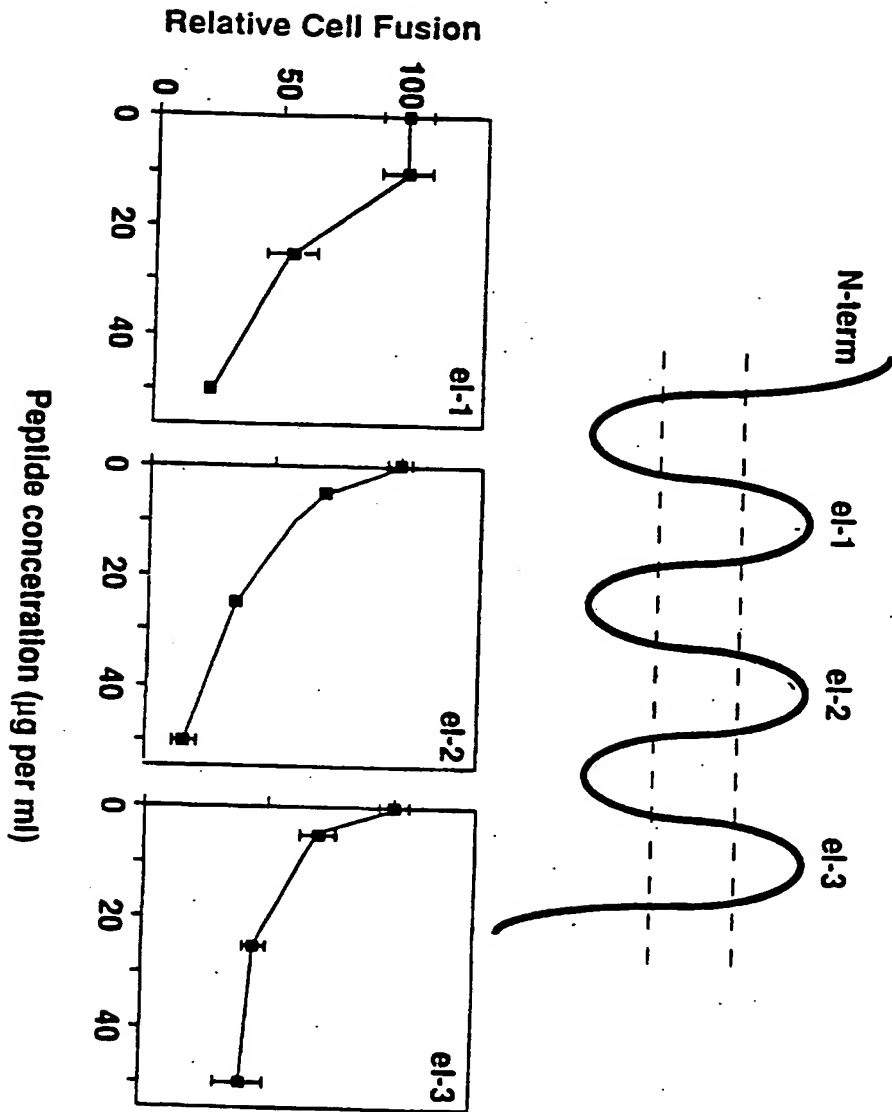 N-term
el-1
el-2
el-3
Relative Cell Fusion
100
50
0
el-1
el-2
el-3
0 20 40
0 20 40
0 20 40
Peptide concetration (µg per ml)